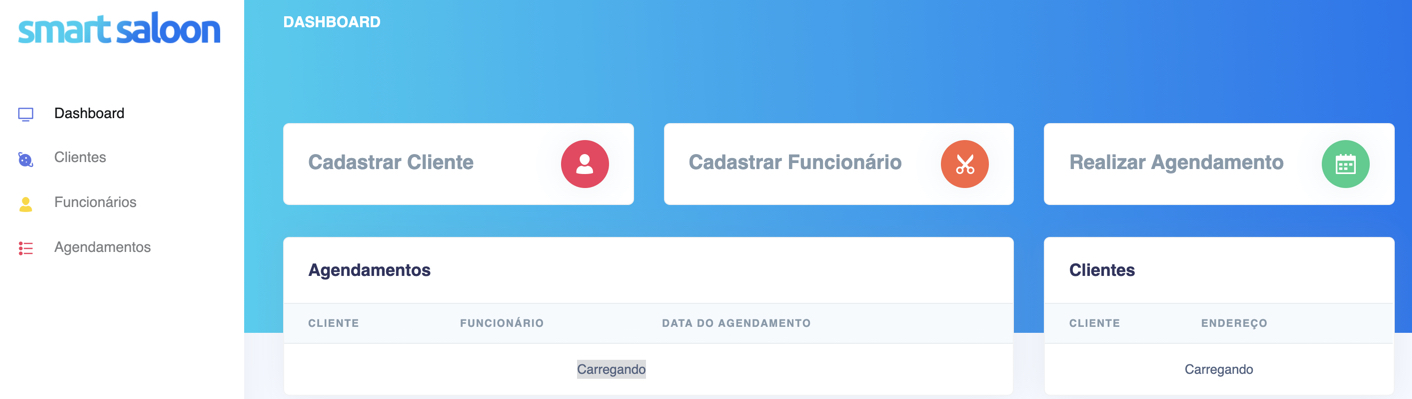 smart saloon
DASHBOARD
Dashboard
Clientes
Funcionários
Agendamentos
Cadastrar Cliente
Cadastrar Funcionário
Realizar Agendamento
Agendamentos
CLIENTE FUNCIONÁRIO DATA DO AGENDAMENTO
Carregando
Clientes
CLIENTE ENDEREÇO
Carregando